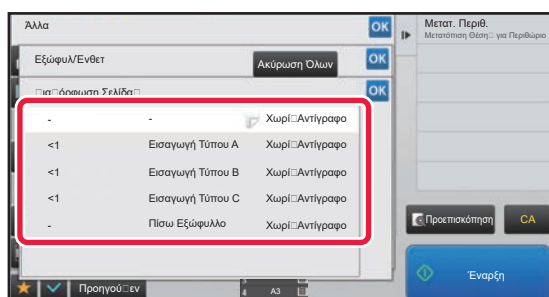 Άλλα
OK
Μετατ. Περιθ.
Μετατόπιση Θέση□ για Περιθώριο
Εξώφυλ/Ένθετ
Ακύρωση Όλων
OK
□ια□όρφωση Σελίδα□
OK
-
-
Χωρί□Αντίγραφο
<1
Εισαγωγή Τύπου A
Χωρί□Αντίγραφο
<1
Εισαγωγή Τύπου B
Χωρί□Αντίγραφο
<1
Εισαγωγή Τύπου C
Χωρί□Αντίγραφο
-
Πίσω Εξώφυλλο
Χωρί□Αντίγραφο
Προεπισκόπηση
CA
Προηγού□εν
4 A3
Έναρξη